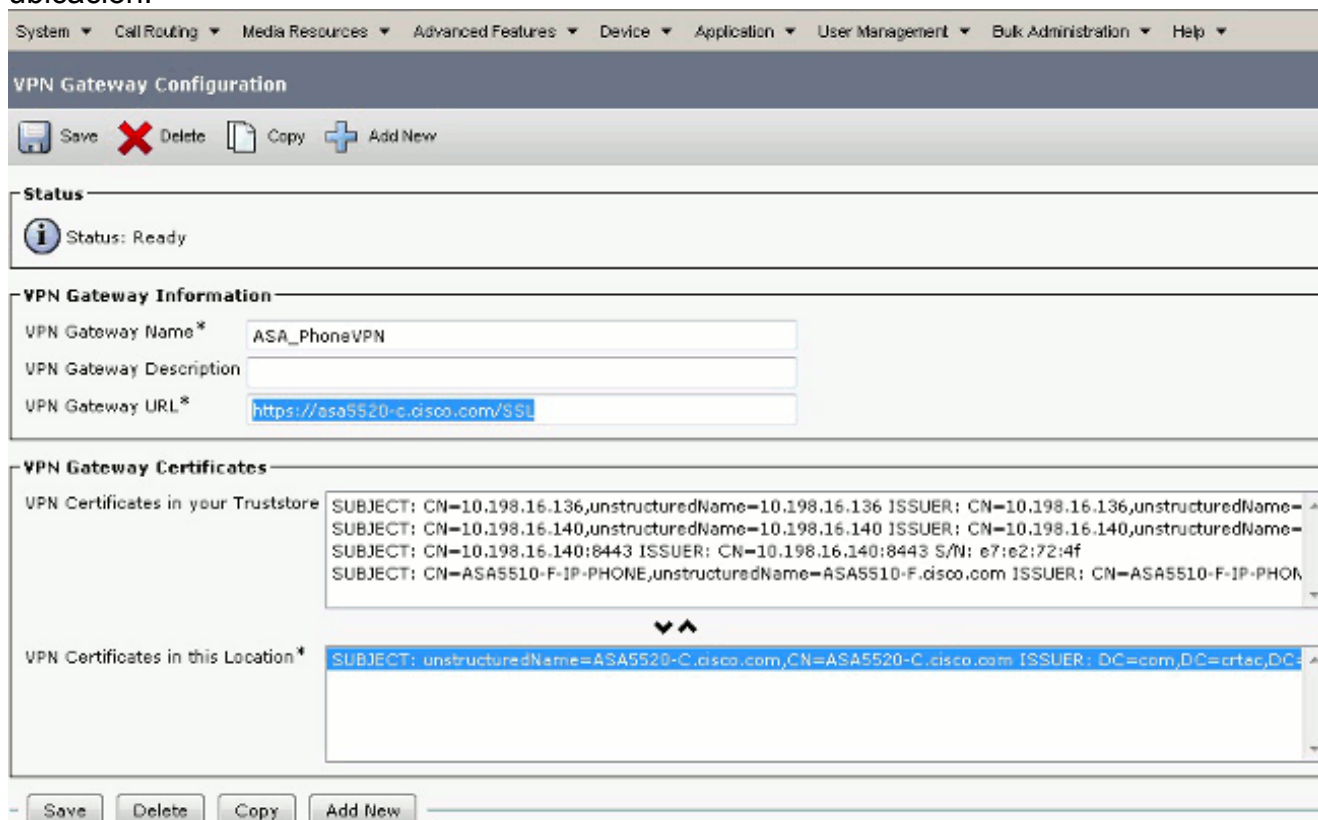 ubicación.
System Call Routing Media Resources Advanced Features Device Application User Management Bulk Administration Help
VPN Gateway Configuration
Save Delete Copy Add New
Status
Status: Ready
VPN Gateway Information
VPN Gateway Name* ASA_PhoneVPN
VPN Gateway Description
VPN Gateway URL* https://asa5520-c.cisco.com/SSL
VPN Gateway Certificates
VPN Certificates in your Truststore SUBJECT: CN=10.198.16.136,unstructuredName=10.198.16.136 ISSUER: CN=10.198.16.136,unstructuredName=
SUBJECT: CN=10.198.16.140,unstructuredName=10.198.16.140 ISSUER: CN=10.198.16.140,unstructuredName=
SUBJECT: CN=10.198.16.140:8443 ISSUER: CN=10.198.16.140:8443 S/N: e7:e2:72:4f
SUBJECT: CN=ASA5510-F-IP-PHONE,unstructuredName=ASA5510-F.cisco.com ISSUER: CN=ASA5510-F-IP-PHON
VPN Certificates in this Location* SUBJECT: unstructuredName=ASA5520-C.cisco.com,CN=ASA5520-C.cisco.com ISSUER: DC=com,DC=crtac,DC=
Save Delete Copy Add New